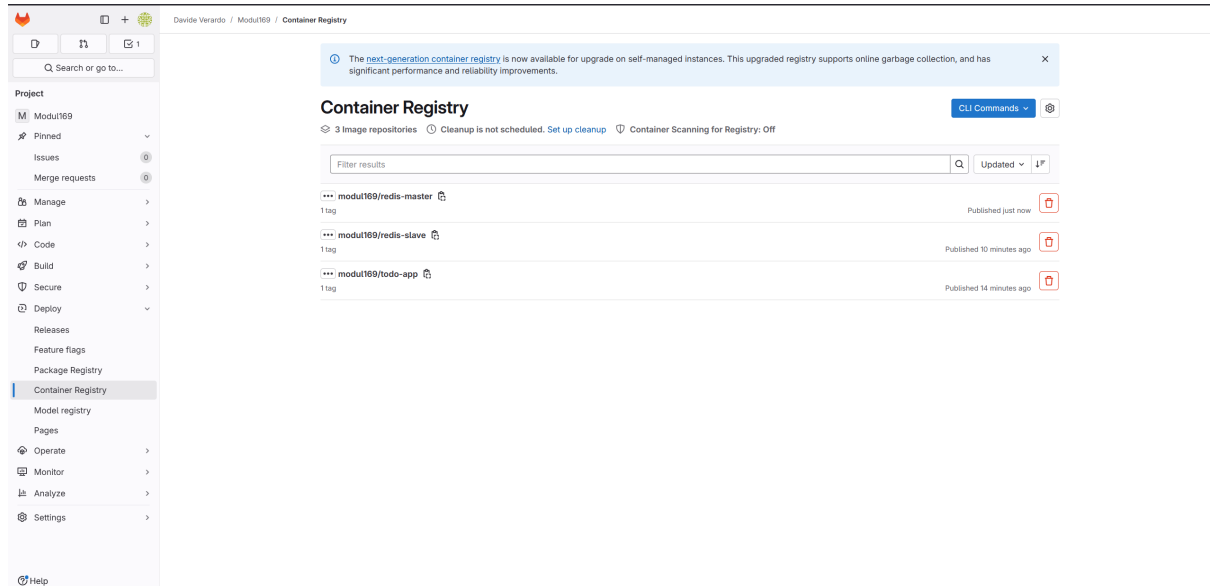 Davide Verardo / Modul169 / Container Registry
1
Search or go to...
Project
M Modul169
Pinned
Issues 0
Merge requests 0
Manage
Plan
Code
Build
Secure
Deploy
Releases
Feature flags
Package Registry
Container Registry
Model registry
Pages
Operate
Monitor
Analyze
Settings
Help
The next-generation container registry is now available for upgrade on self-managed instances. This upgraded registry supports online garbage collection, and has
significant performance and reliability improvements.
Container Registry
CLI Commands
3 Image repositories Cleanup is not scheduled. Set up cleanup Container Scanning for Registry: Off
Filter results
Updated
modul169/redis-master
1 tag Published just now
modul169/redis-slave
1 tag Published 10 minutes ago
modul169/todo-app
1 tag Published 14 minutes ago